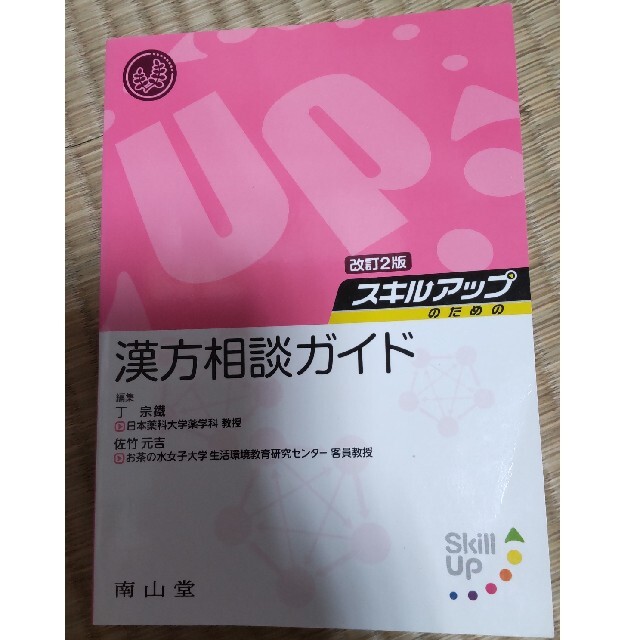 UP!
改訂2版
スキルアップ
のための
漢方相談ガイド
編集
丁 宗鐵
日本薬科大学薬学科 教授
佐竹 元吉
お茶の水女子大学 生活環境教育研究センター 客員教授
Skill
Up
南山堂